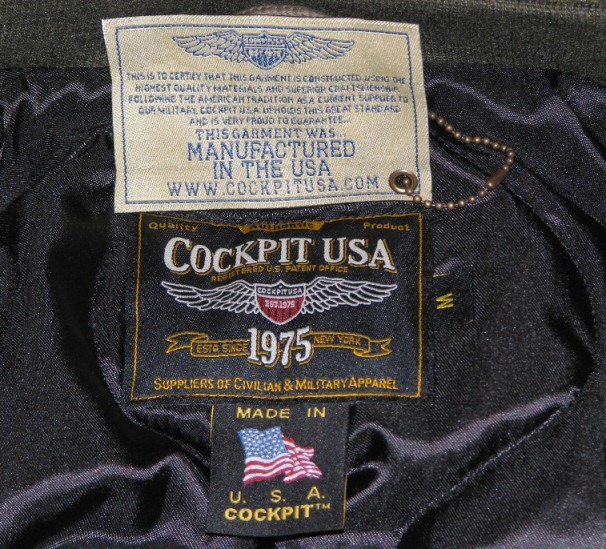 THIS IS TO CERTIFY THAT THIS GARMENT IS CONSTRUCTED USING THE
HIGHEST QUALITY MATERIALS AND SUPERIOR CRAFTSMENSHIP
FOLLOWING THE AMERICAN TRADITION AS A CURRENT SUPPLIER TO
OUR MILITARY. COCKPIT USA UPHOLDS THIS GREAT STANDARD
AND IS VERY PROUD TO GUARANTEE...
THIS GARMENT WAS...
MANUFACTURED
IN THE USA
WWW.COCKPITUSA.COM
Quality Authentic Product
COCKPIT USA
REGISTERED U.S. PATENT OFFICE
COCKPIT USA
EST. 1975
ESTD. SINCE 1975 NEW YORK
SUPPLIERS OF CIVILIAN & MILITARY APPAREL
M
MADE IN
U. S. A.
COCKPIT™